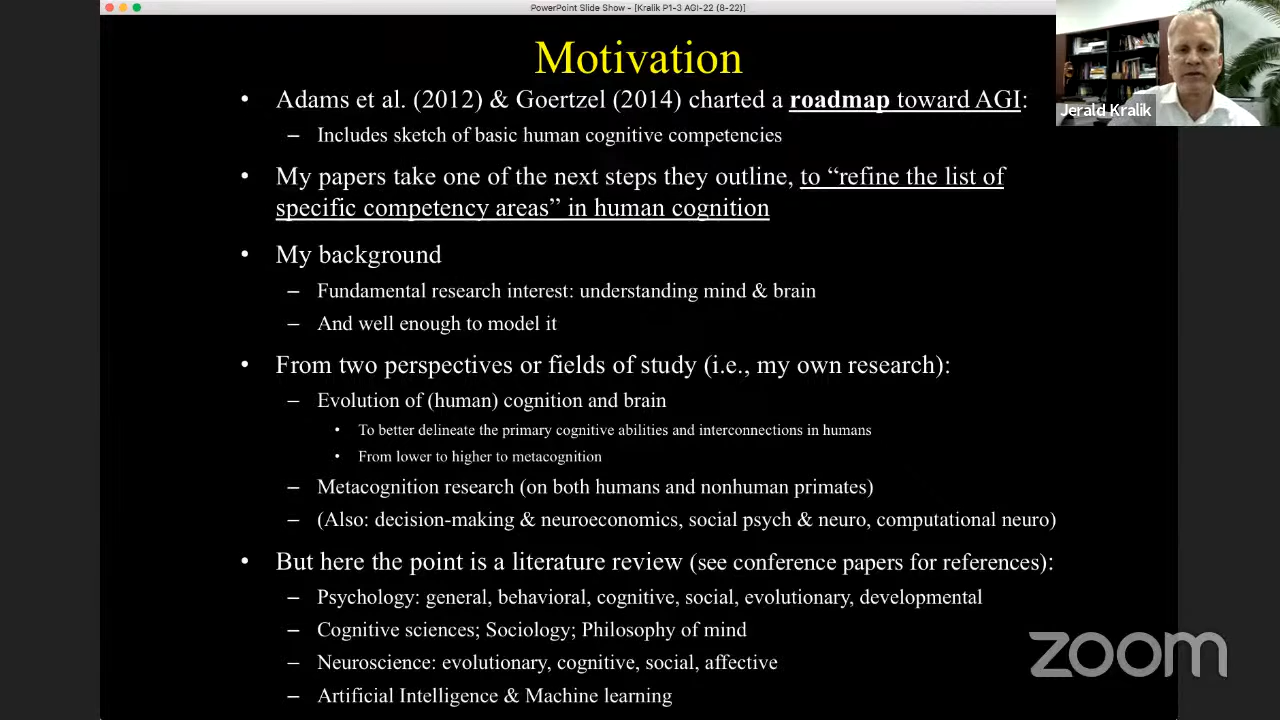 PowerPoint Slide Show - [Kralik P1-3 AGI-22 (8-22)]
Motivation
• Adams et al. (2012) & Goertzel (2014) charted a roadmap toward AGI:
– Includes sketch of basic human cognitive competencies
• My papers take one of the next steps they outline, to “refine the list of
specific competency areas” in human cognition
• My background
– Fundamental research interest: understanding mind & brain
– And well enough to model it
• From two perspectives or fields of study (i.e., my own research):
– Evolution of (human) cognition and brain
• To better delineate the primary cognitive abilities and interconnections in humans
• From lower to higher to metacognition
– Metacognition research (on both humans and nonhuman primates)
– (Also: decision-making & neuroeconomics, social psych & neuro, computational neuro)
• But here the point is a literature review (see conference papers for references):
– Psychology: general, behavioral, cognitive, social, evolutionary, developmental
– Cognitive sciences; Sociology; Philosophy of mind
– Neuroscience: evolutionary, cognitive, social, affective
– Artificial Intelligence & Machine learning
Jerald Kralik
zoom